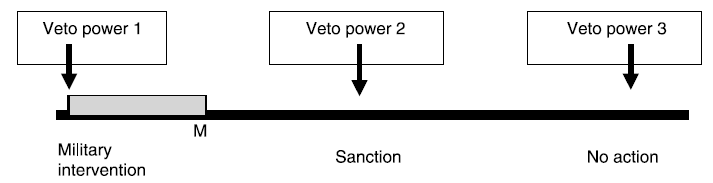 Veto power 1
Veto power 2
Veto power 3
M
Military
intervention
Sanction
No action